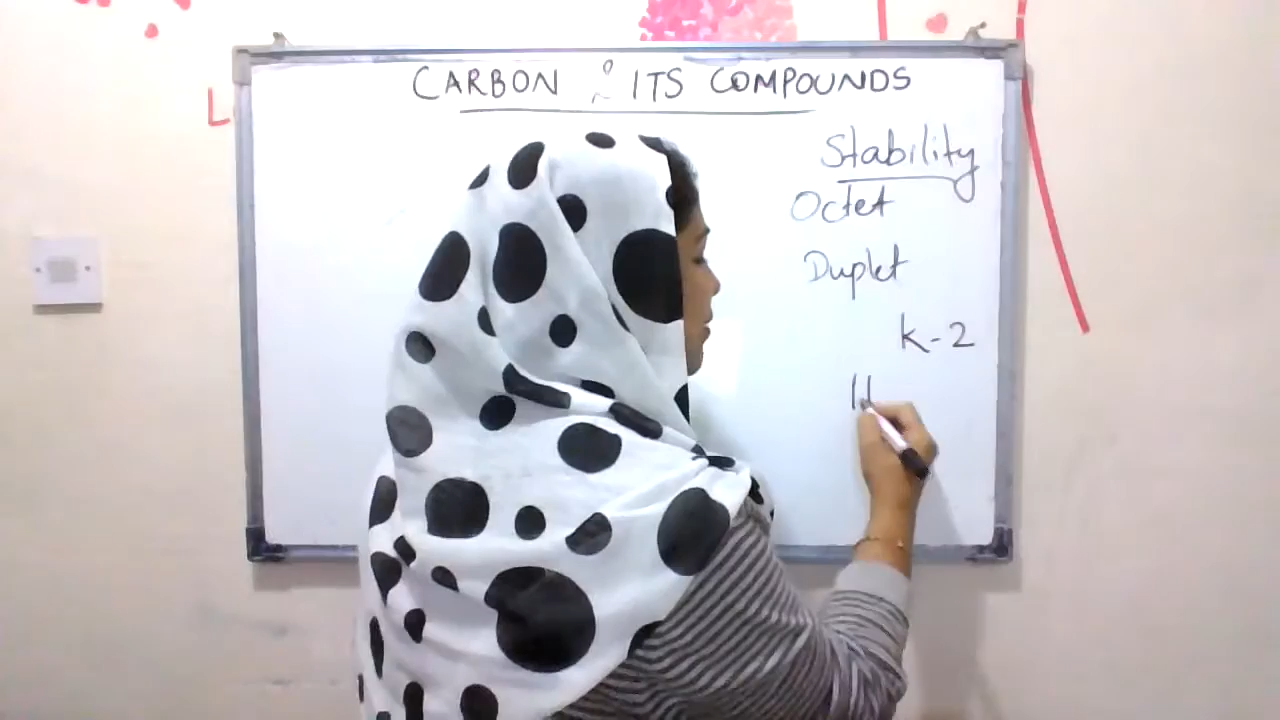 CARBON & ITS COMPOUNDS
Stability
Octet
Duplet
K-2